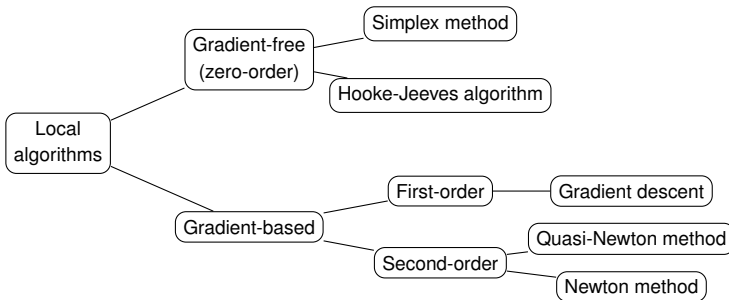 Simplex method
Gradient-free
(zero-order)
Hooke-Jeeves algorithm
Local
algorithms
First-order
Gradient descent
Gradient-based
Quasi-Newton method
Second-order
Newton method